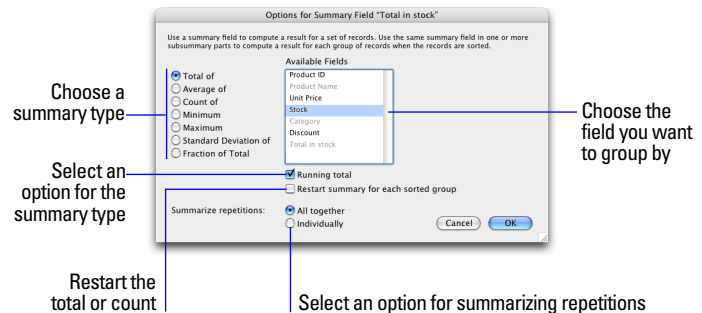 Options for Summary Field "Total in stock"
Use a summary field to compute a result for a set of records. Use the same summary field in one or more
subsummary parts to compute a result for each group of records when the records are sorted.
Available Fields
Choose a
summary type
Total of
Average of
Count of
Minimum
Maximum
Standard Deviation of
Fraction of Total
Product ID
Product Name
Unit Price
Stock
Category
Discount
Total in stock
Choose the
field you want
to group by
Select an
option for the
summary type
Running total
Restart summary for each sorted group
Summarize repetitions:
All together
Individually
Cancel
OK
Restart the
total or count
Select an option for summarizing repetitions